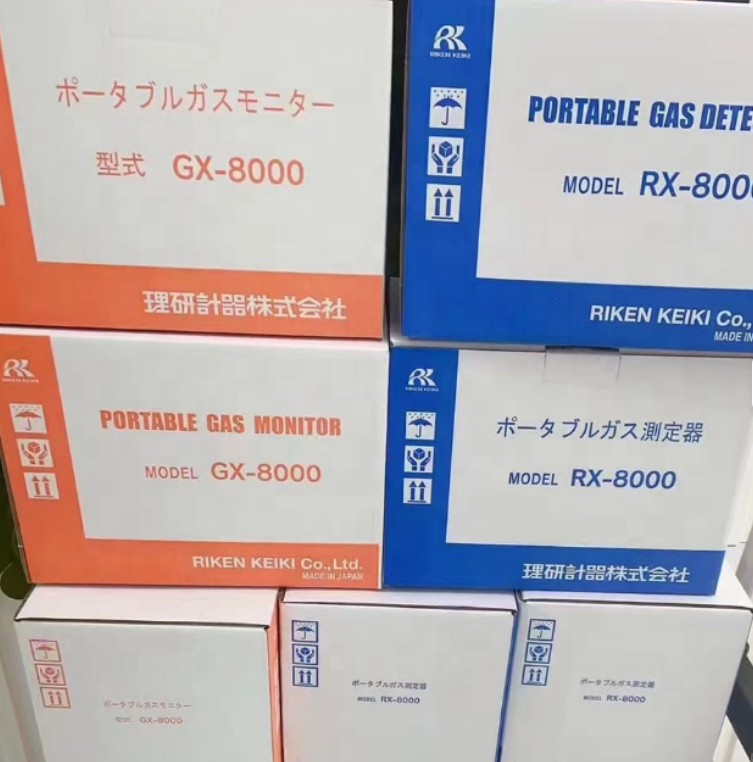 ポータブルガスモニター
型式 GX-8000
理研計器株式会社
RIKEN KEIKI
PORTABLE GAS DETE
MODEL RX-800
RIKEN KEIKI Co.,
MADE IN
RIKEN KEIKI
PORTABLE GAS MONITOR
MODEL GX-8000
RIKEN KEIKI Co.,Ltd.
MADE IN JAPAN
RIKEN KEIKI
ポータブルガス測定器
MODEL RX-8000
理研計器株式会社
ポータブルガスモニター
型式 GX-8000
ポータブルガス測定器
MODEL RX-8000
ポータブルガス測定器
MODEL RX-8000